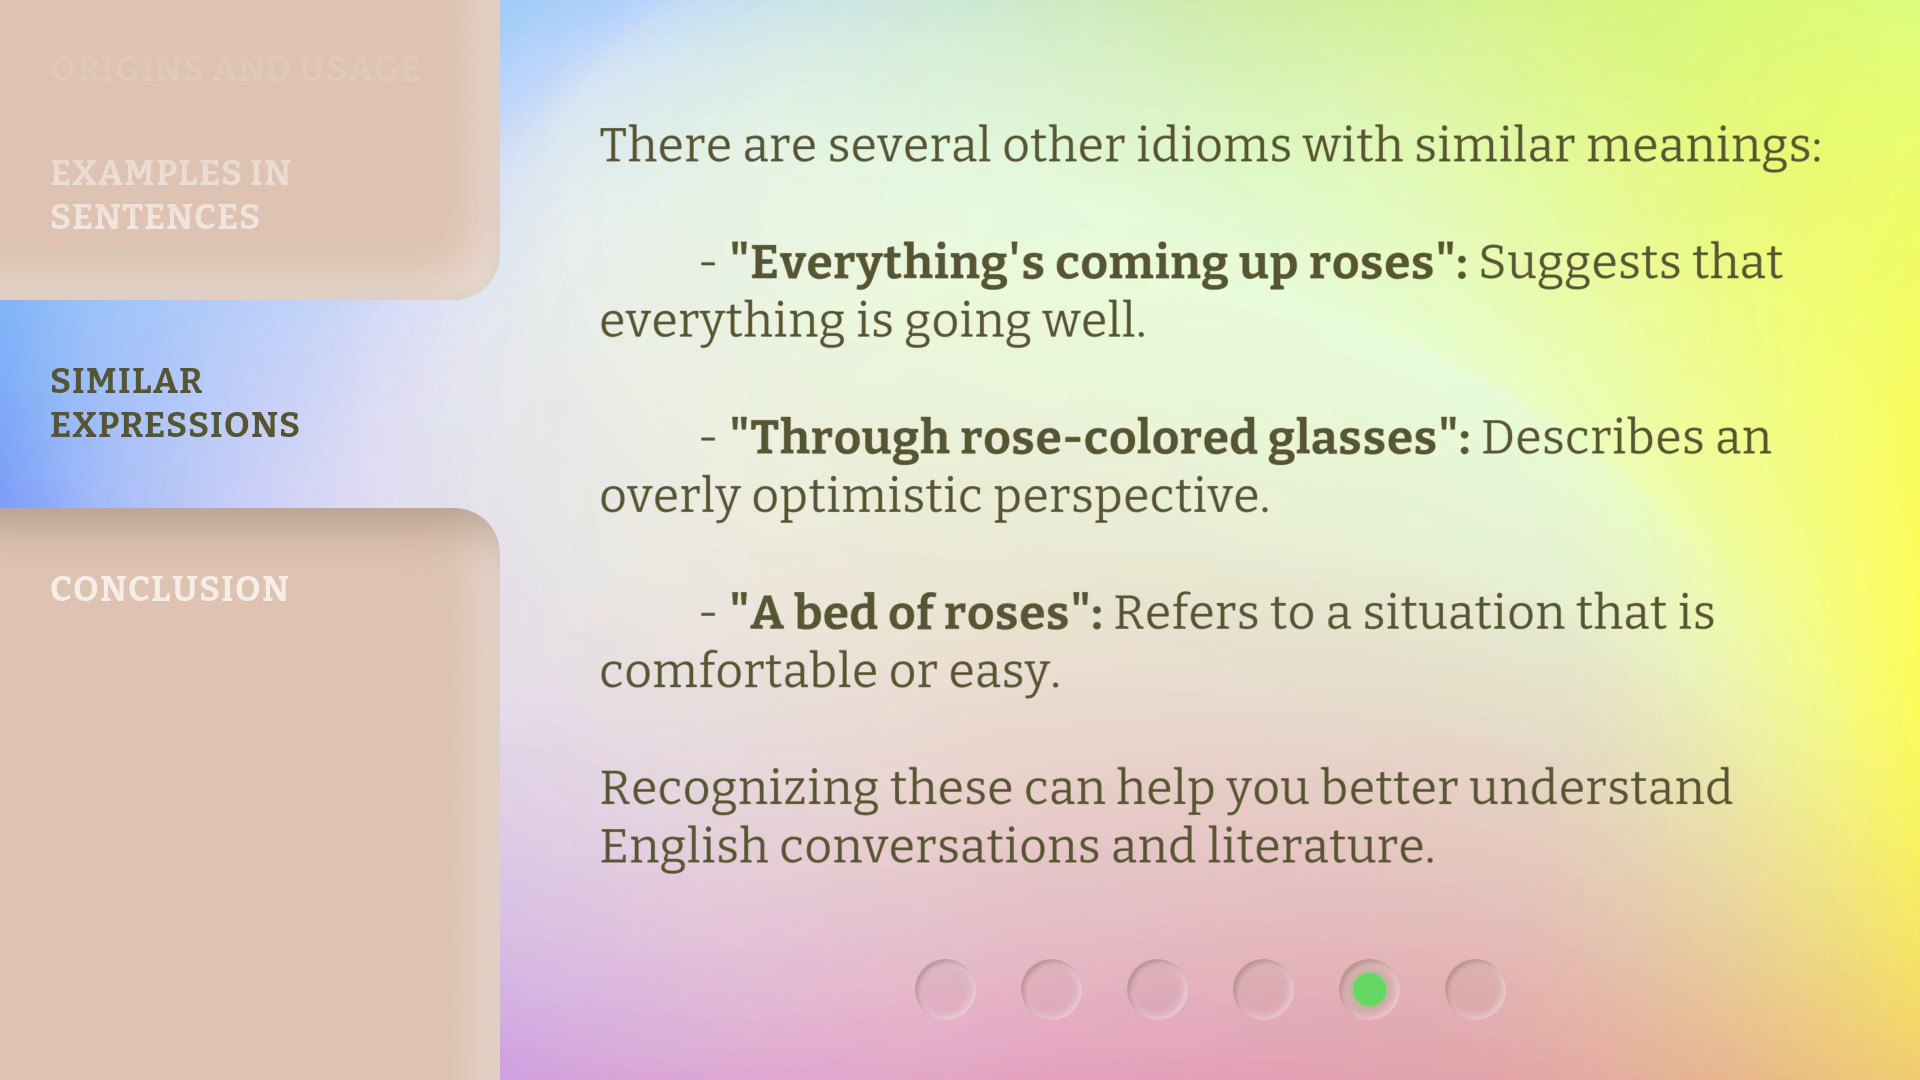 ORIGINS AND USAGE
EXAMPLES IN
SENTENCES
SIMILAR
EXPRESSIONS
CONCLUSION
There are several other idioms with similar meanings:
- "Everything's coming up roses": Suggests that
everything is going well.
- "Through rose-colored glasses": Describes an
overly optimistic perspective.
- "A bed of roses": Refers to a situation that is
comfortable or easy.
Recognizing these can help you better understand
English conversations and literature.